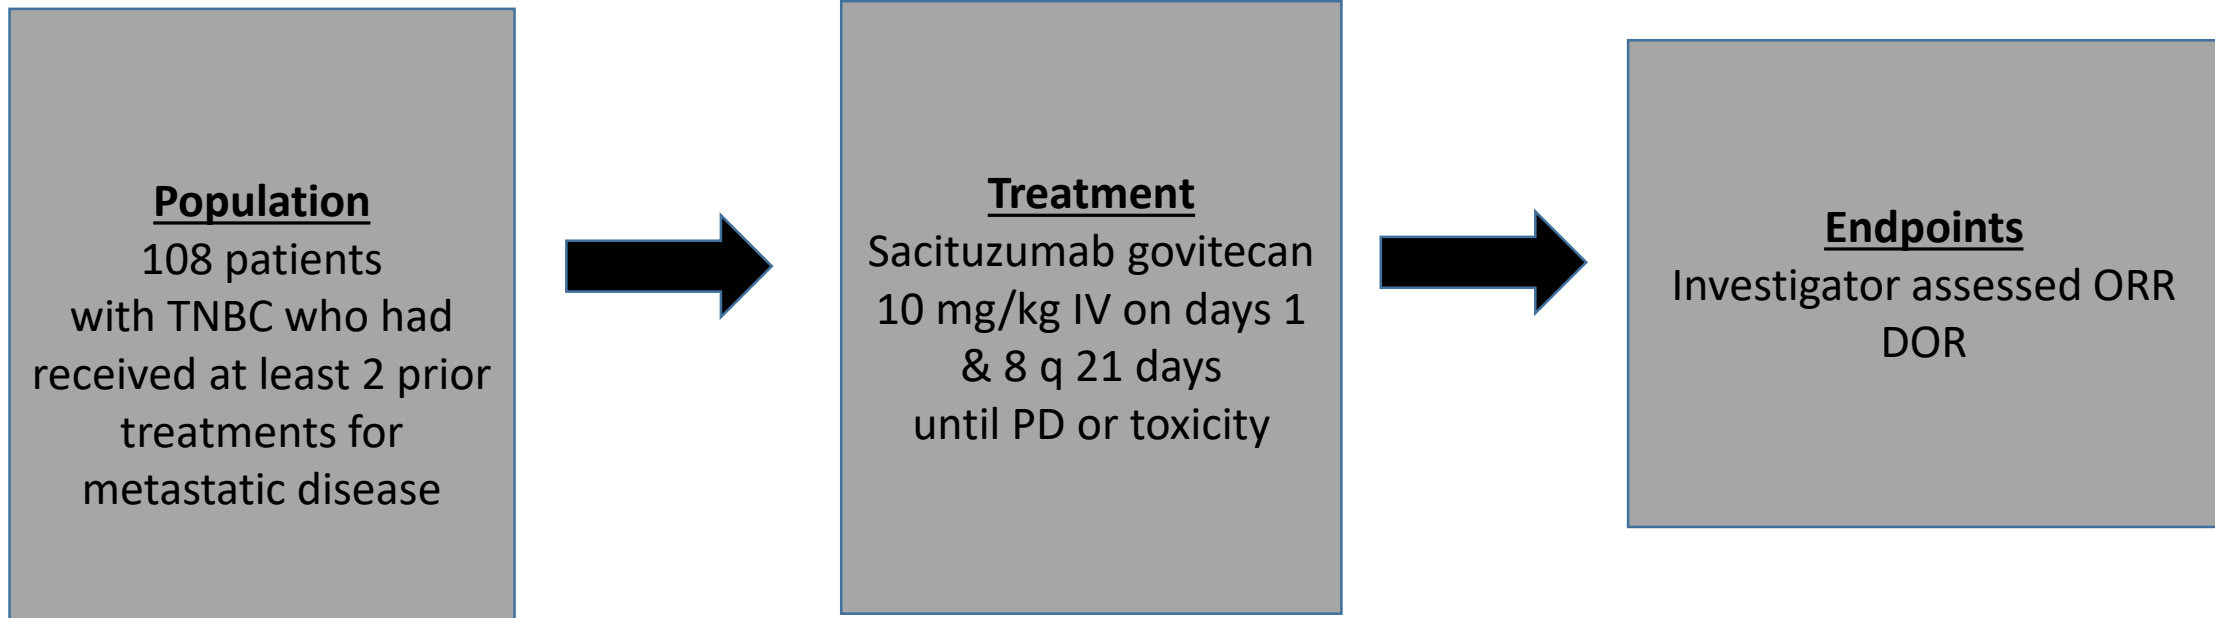 Population
108 patients
with TNBC who had
received at least 2 prior
treatments for
metastatic disease
Treatment
Sacituzumab govitecan
10 mg/kg IV on days 1
& 8 q 21 days
until PD or toxicity
Endpoints
Investigator assessed ORR
DOR